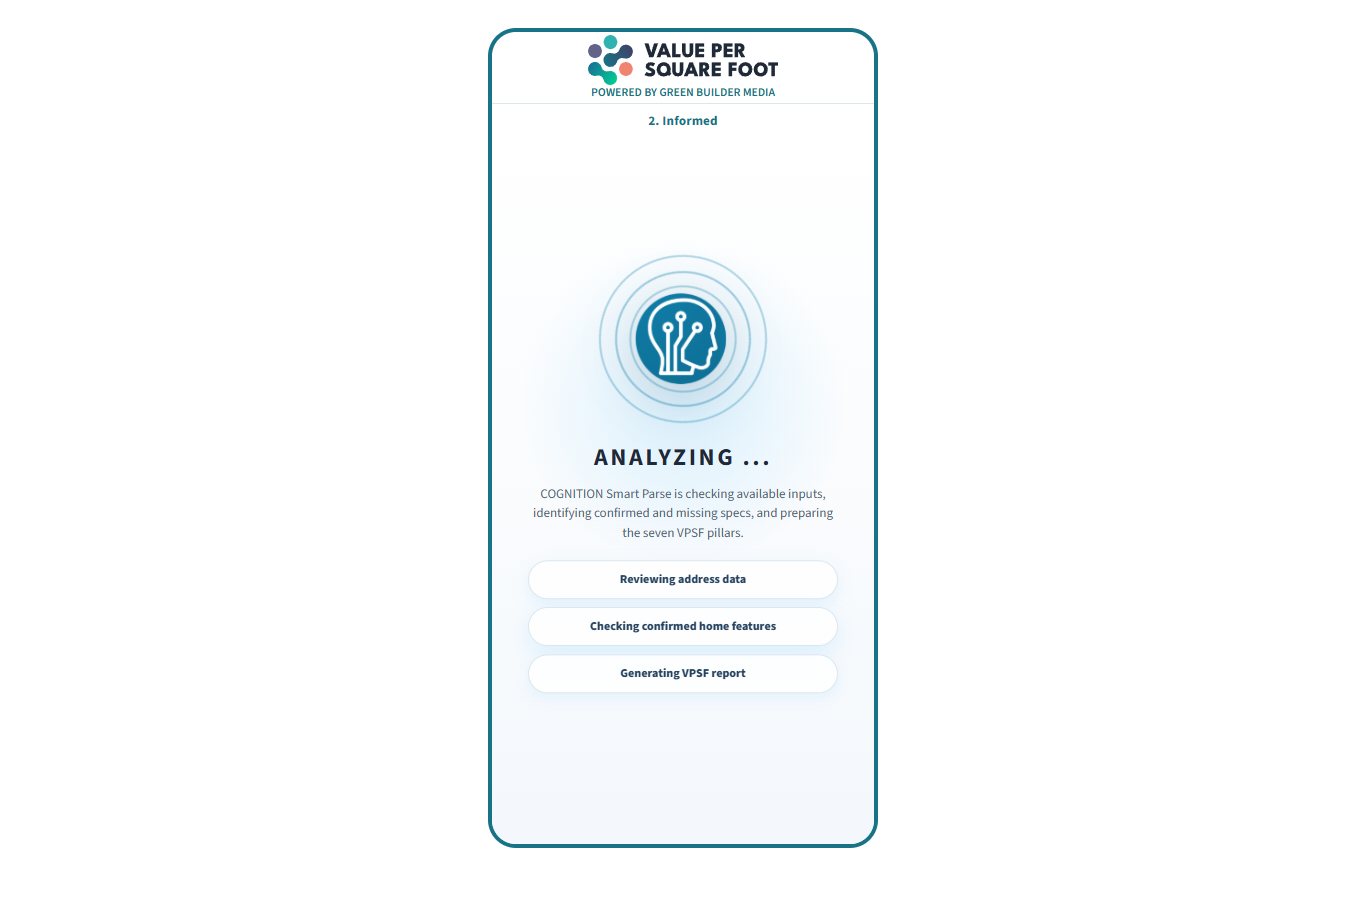 VALUE PER
SQUARE FOOT
POWERED BY GREEN BUILDER MEDIA
2. Informed
ANALYZING ...
COGNITION Smart Parse is checking available inputs,
identifying confirmed and missing specs, and preparing
the seven VPSF pillars.
Reviewing address data
Checking confirmed home features
Generating VPSF report